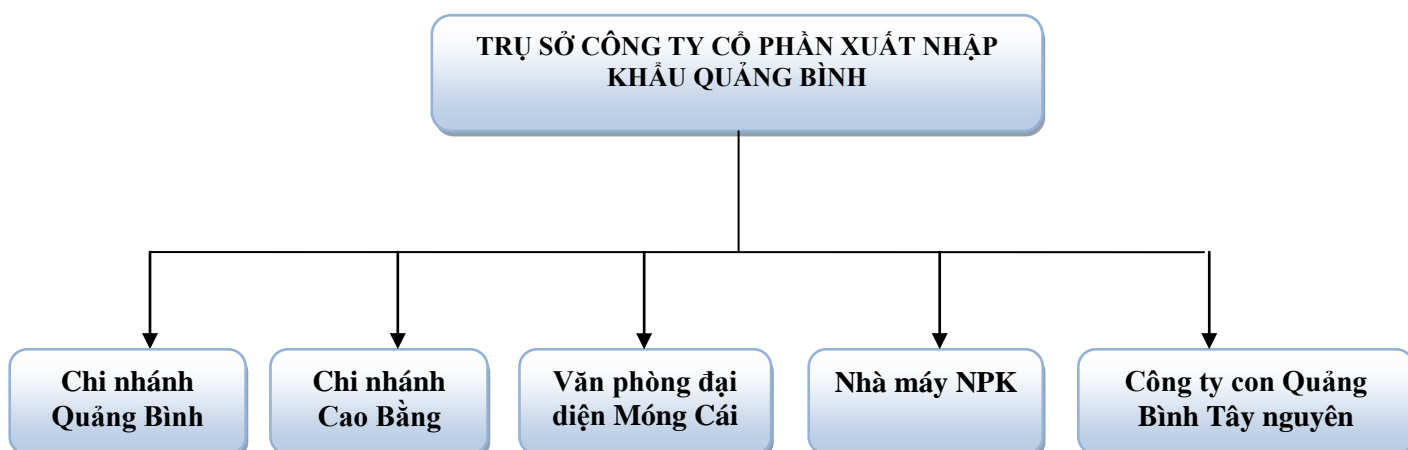 TRỤ SỞ CÔNG TY CỔ PHẦN XUẤT NHẬP
KHẨU QUẢNG BÌNH
Chi nhánh
Quảng Bình
Chi nhánh
Cao Bằng
Văn phòng đại
diện Móng Cái
Nhà máy NPK
Công ty con Quảng
Bình Tây nguyên